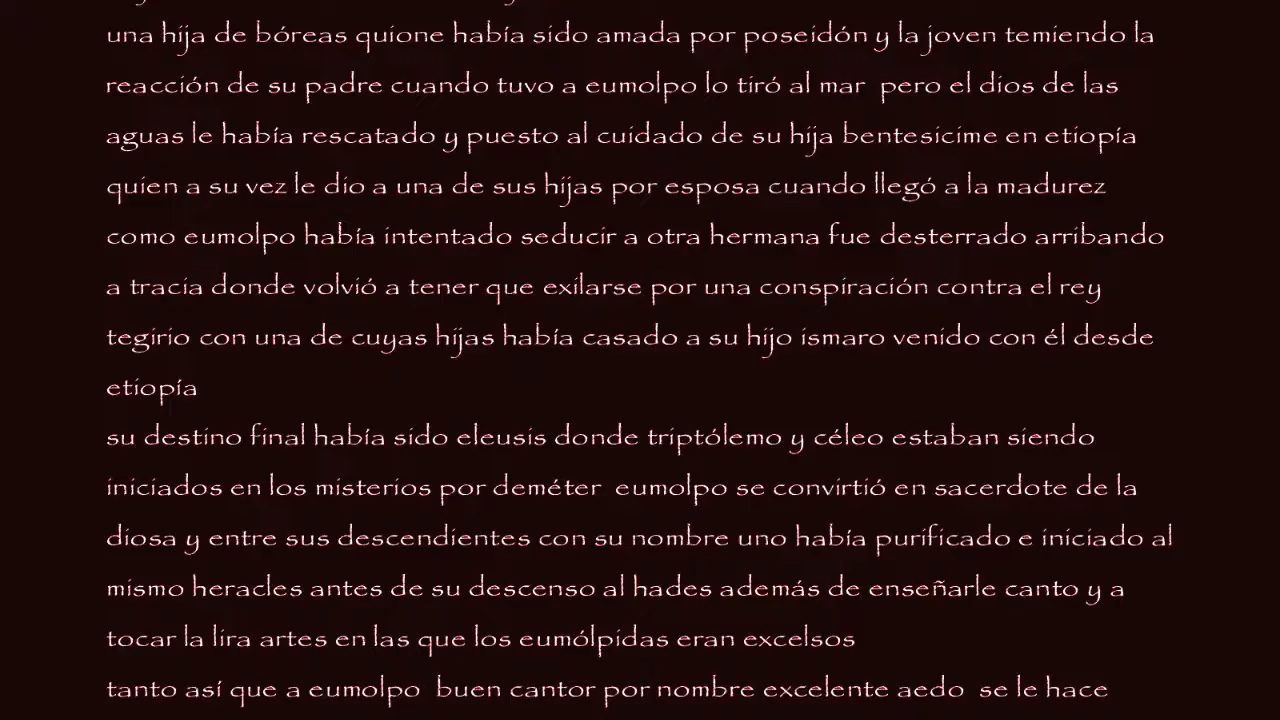 una hija de bóreas quione había sido amada por poseidón y la joven temiendo la
reacción de su padre cuando tuvo a eumolpo lo tiró al mar pero el dios de las
aguas le había rescatado y puesto al cuidado de su hija bentesicime en etiopía
quien a su vez le dio a una de sus hijas por esposa cuando llegó a la madurez
como eumolpo había intentado seducir a otra hermana fue desterrado arribando
a tracia donde volvió a tener que exilarse por una conspiración contra el rey
tegirio con una de cuyas hijas había casado a su hijo ismaro venido con él desde
etiopía
su destino final había sido eleusis donde triptólemo y céleo estaban siendo
iniciados en los misterios por deméter eumolpo se convirtió en sacerdote de la
diosa y entre sus descendientes con su nombre uno había purificado e iniciado al
mismo heracles antes de su descenso al hades además de enseñarle canto y a
tocar la lira artes en las que los eumólpidas eran excelsos
tanto así que a eumolpo buen cantor por nombre excelente aedo se le hace